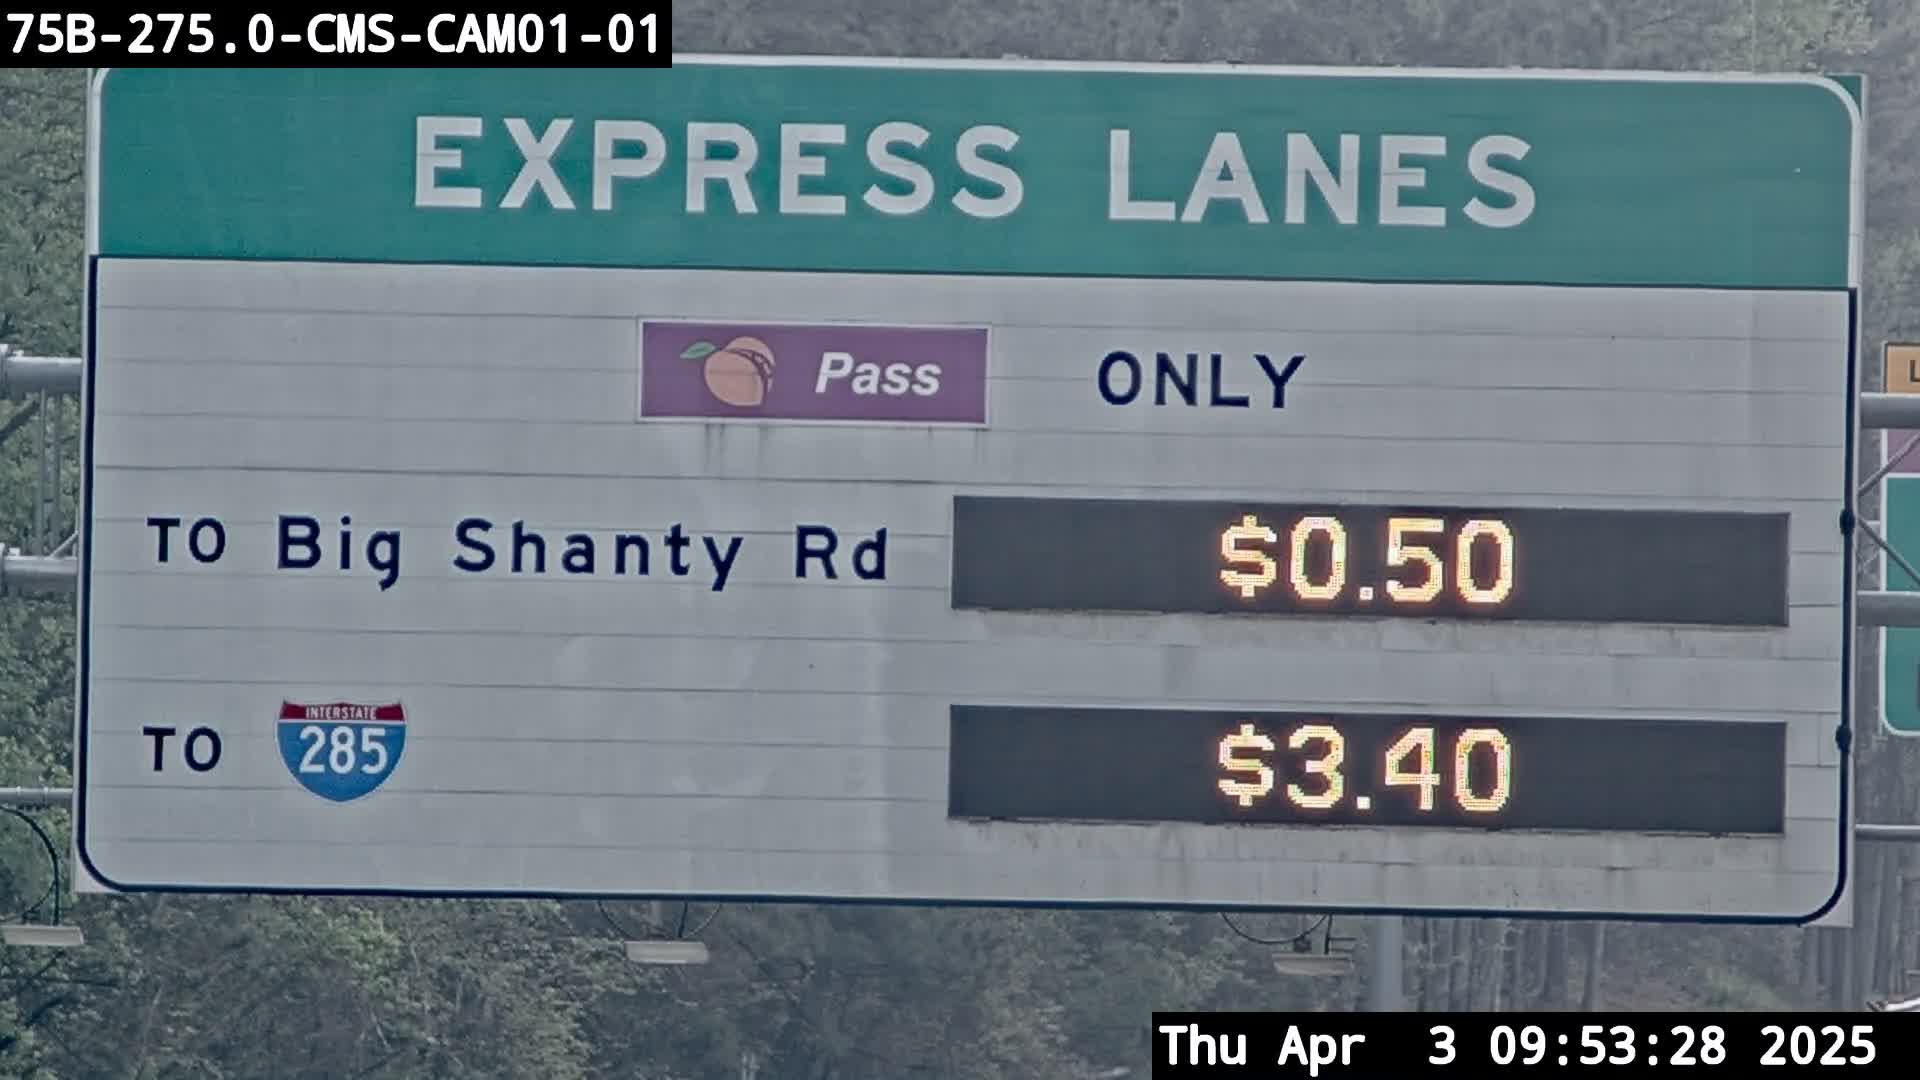 75B-275.0-CMS-CAM01-01
EXPRESS LANES
Pass ONLY
TO Big Shanty Rd $0.50
TO INTERSTATE 285 $3.40
Thu Apr 3 09:53:28 2025